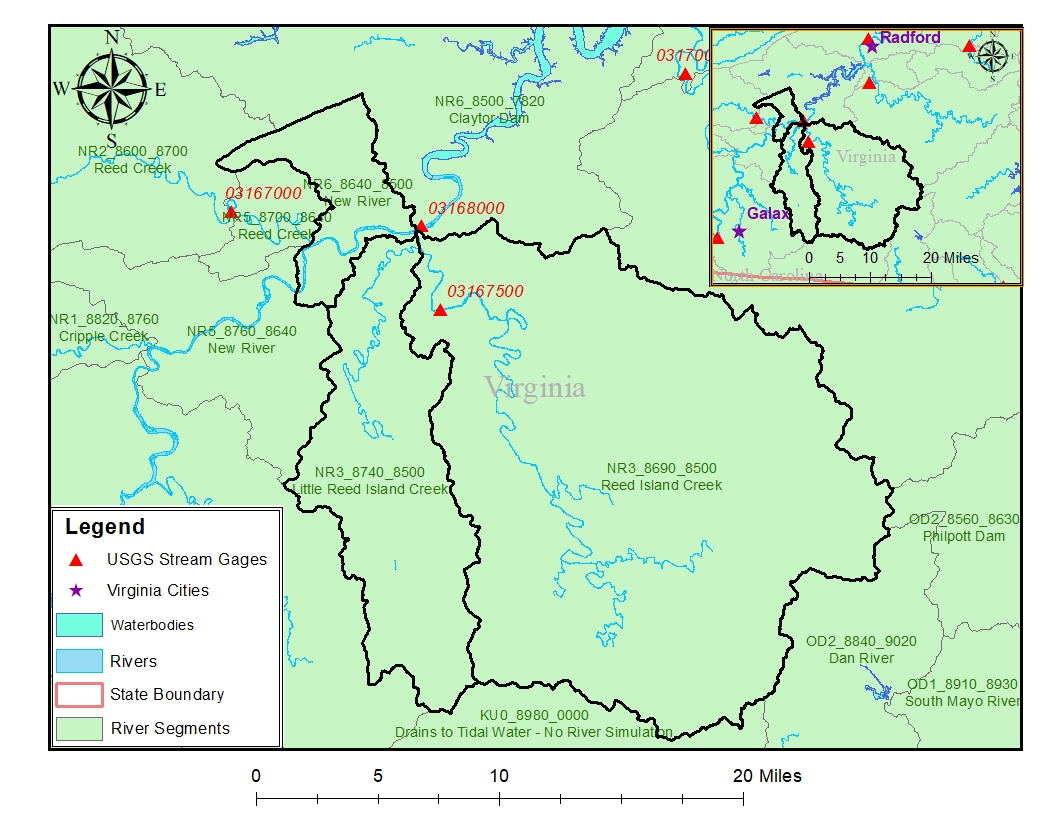 N
W E
S
NR2_8600_8700
Reed Creek
03167000
NR6_8640_8500
New River
NR5_8700_8640
Reed Creek
NR6_8500_7820
Claytor Dam
03168000
03167500
NR1_8820_8760
Cripple Creek
NR5_8760_8640
New River
Virginia
NR3_8740_8500
Little Reed Island Creek
NR3_8690_8500
Reed Island Creek
OD2_8560_8630
Philpott Dam
OD2_8840_9020
Dan River
OD1_8910_8930
South Mayo River
KU0_8980_0000
Drains to Tidal Water - No River Simulation
Radford
Virginia
Galax
0 5 10 20 Miles
North Carolina
Legend
USGS Stream Gages
Virginia Cities
Waterbodies
Rivers
State Boundary
River Segments
0 5 10 20 Miles